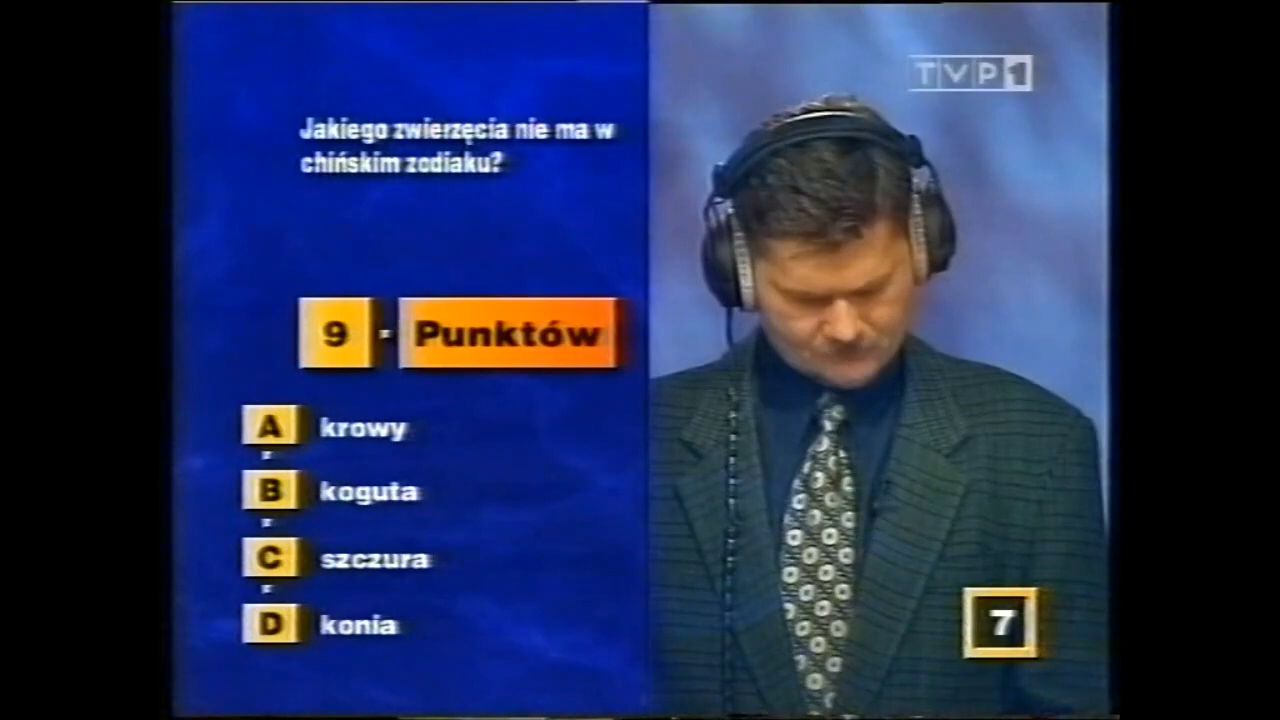 TVP1
Jakiego zwierzęcia nie ma w
chińskim zodiaku?
9 Punktów
A krowy
B koguta
C szczura
D konia
7